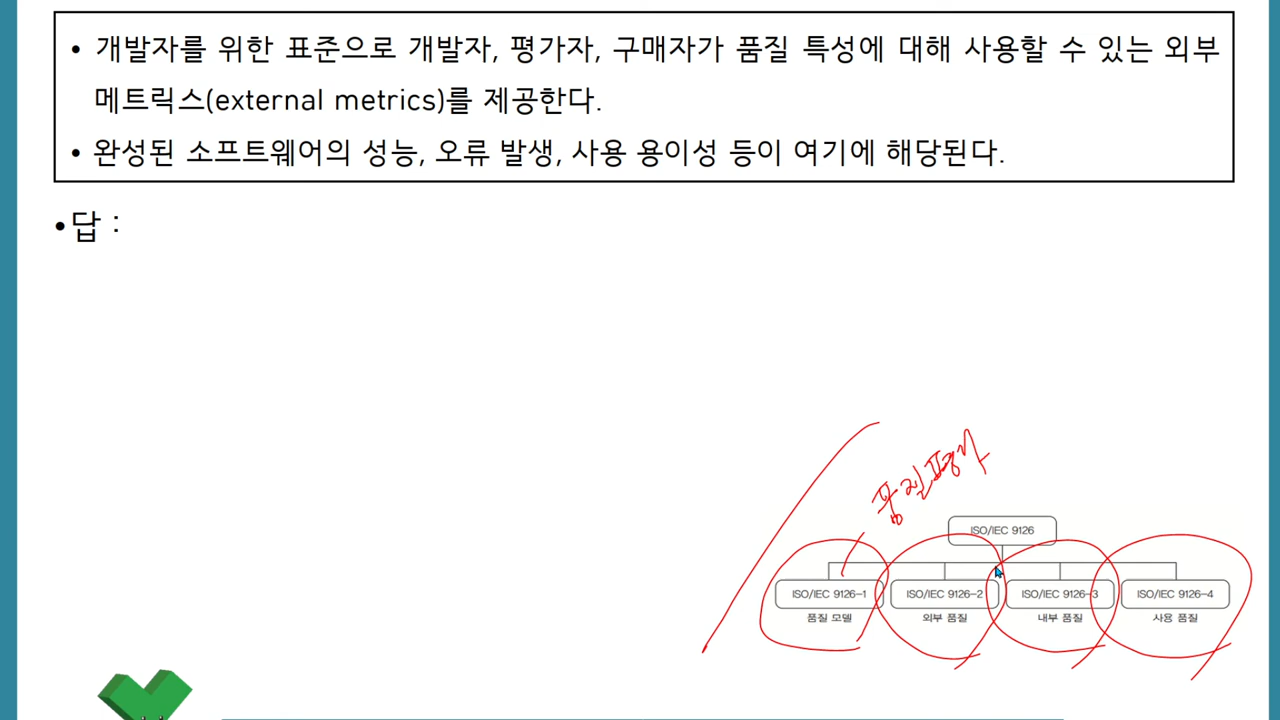 • 개발자를 위한 표준으로 개발자, 평가자, 구매자가 품질 특성에 대해 사용할 수 있는 외부
메트릭스(external metrics)를 제공한다.
• 완성된 소프트웨어의 성능, 오류 발생, 사용 용이성 등이 여기에 해당된다.
•답 :
품질평가
ISO/IEC 9126
ISO/IEC 9126-1 ISO/IEC 9126-2 ISO/IEC 9126-3 ISO/IEC 9126-4
품질 모델 외부 품질 내부 품질 사용 품질